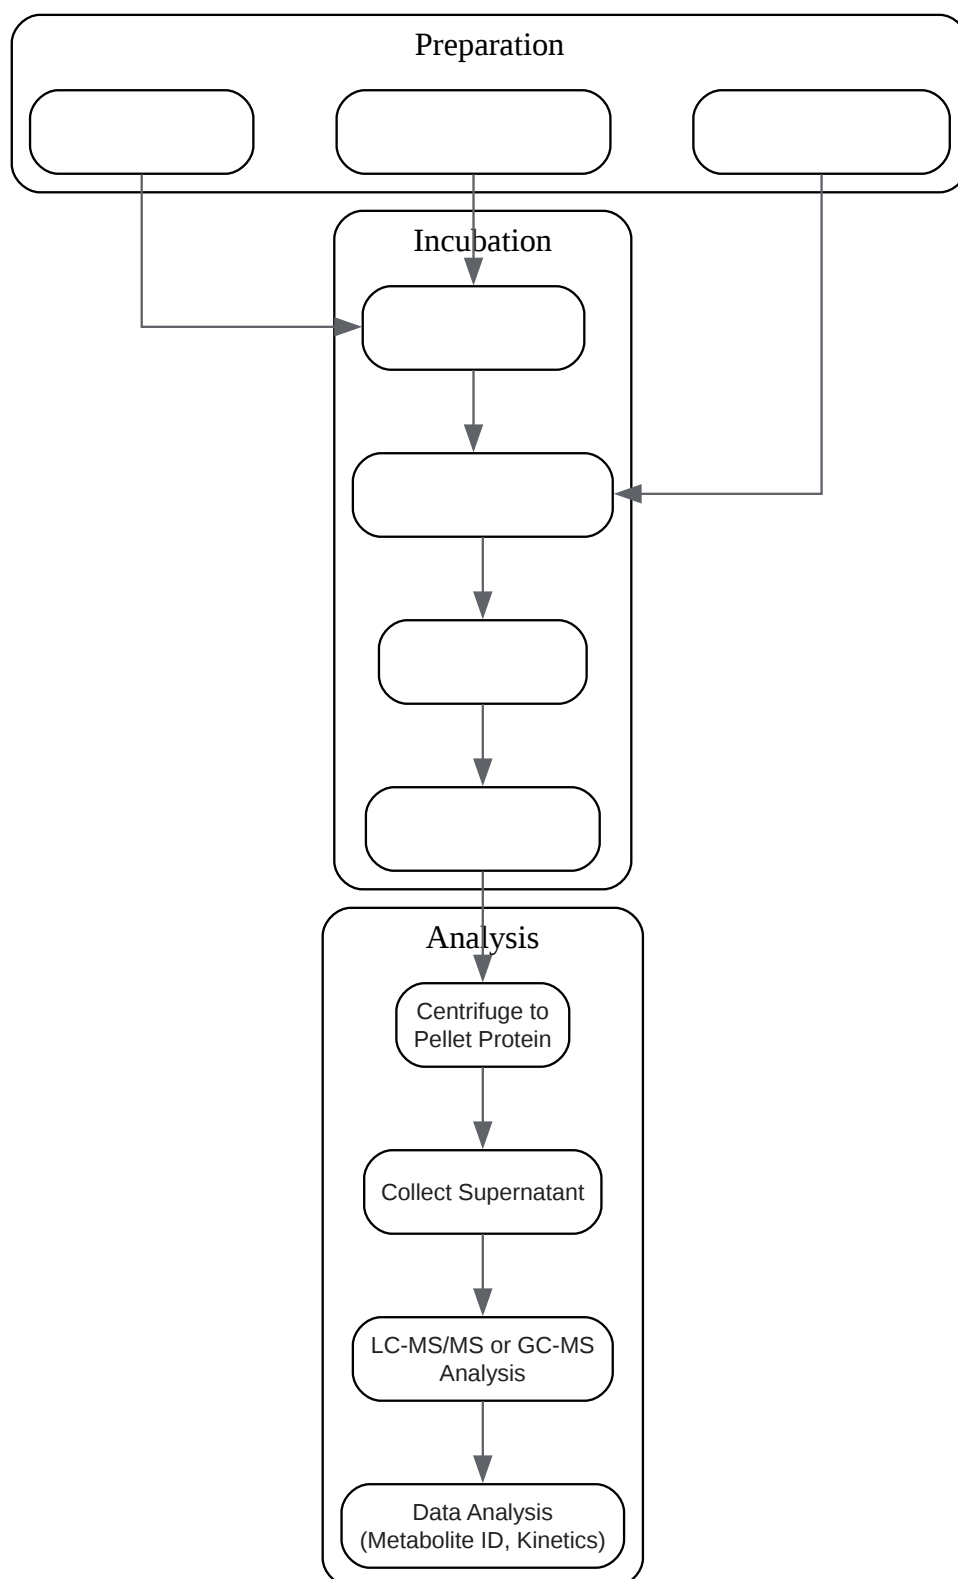 Preparation
Incubation
Analysis
Centrifuge to
Pellet Protein
Collect Supernatant
LC-MS/MS or GC-MS
Analysis
Data Analysis
(Metabolite ID, Kinetics)